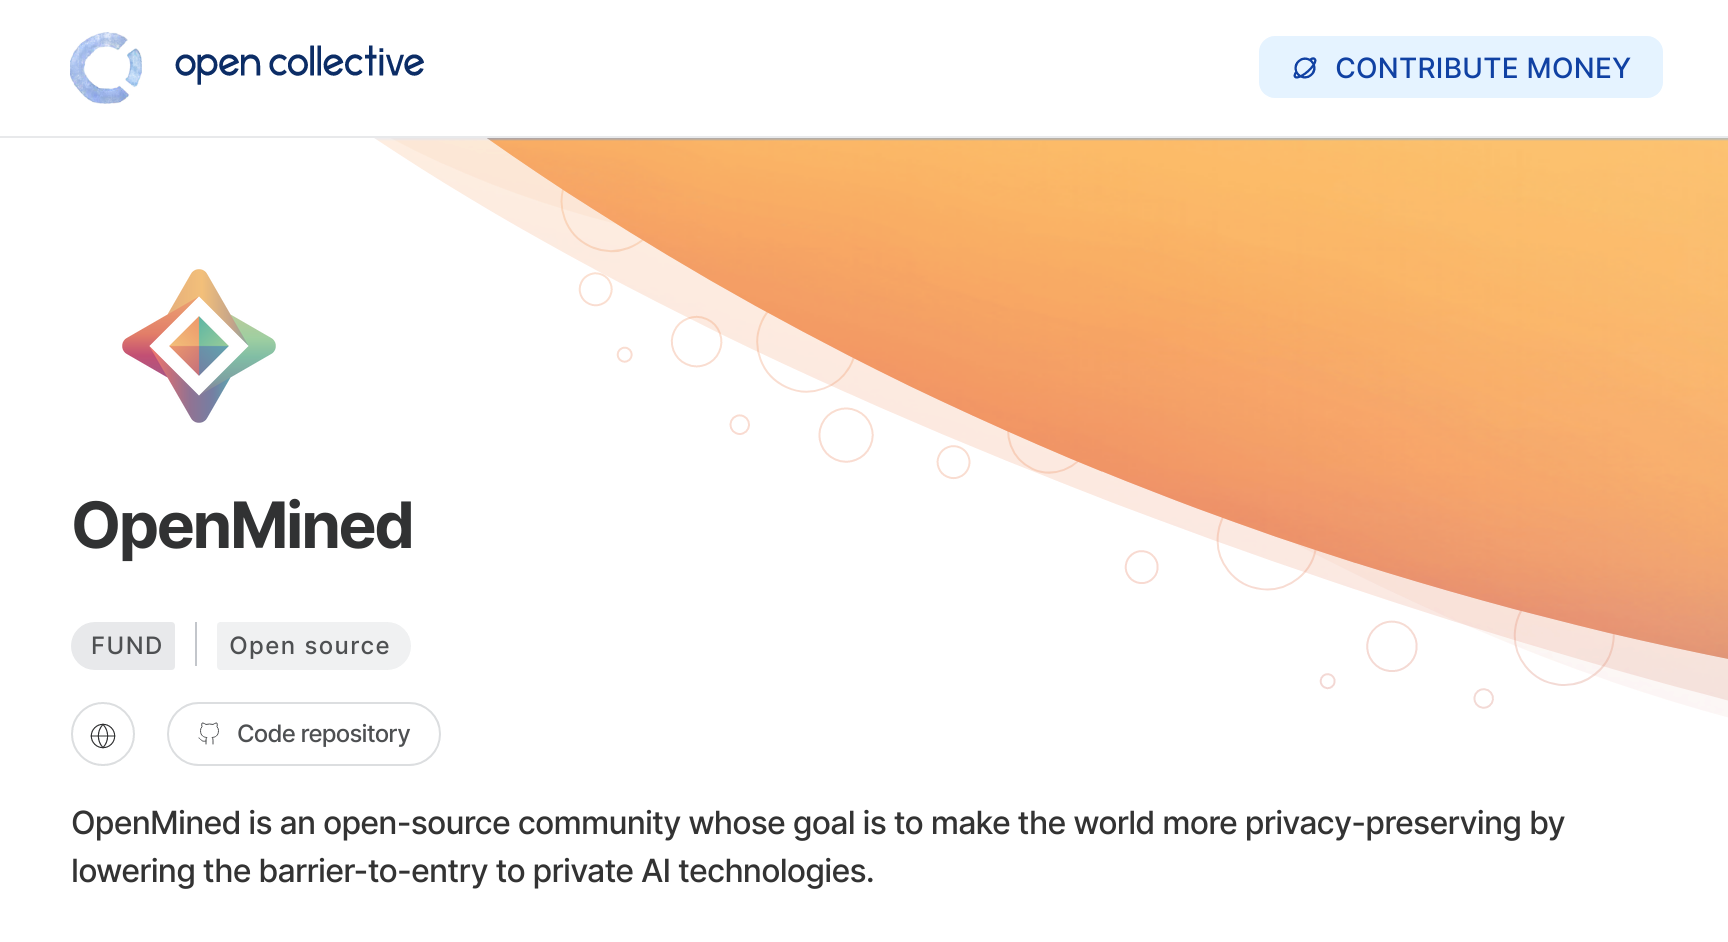 open collective
CONTRIBUTE MONEY
OpenMined
FUND
Open source
Code repository
OpenMined is an open-source community whose goal is to make the world more privacy-preserving by
lowering the barrier-to-entry to private AI technologies.